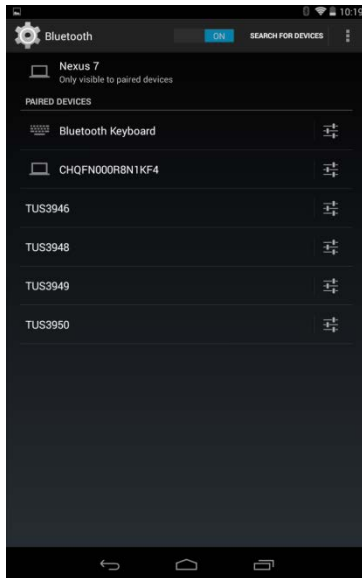 10:19
Bluetooth
ON
SEARCH FOR DEVICES
Nexus 7
Only visible to paired devices
PAIRED DEVICES
Bluetooth Keyboard
CHQFN000R8N1KF4
TUS3946
TUS3948
TUS3949
TUS3950